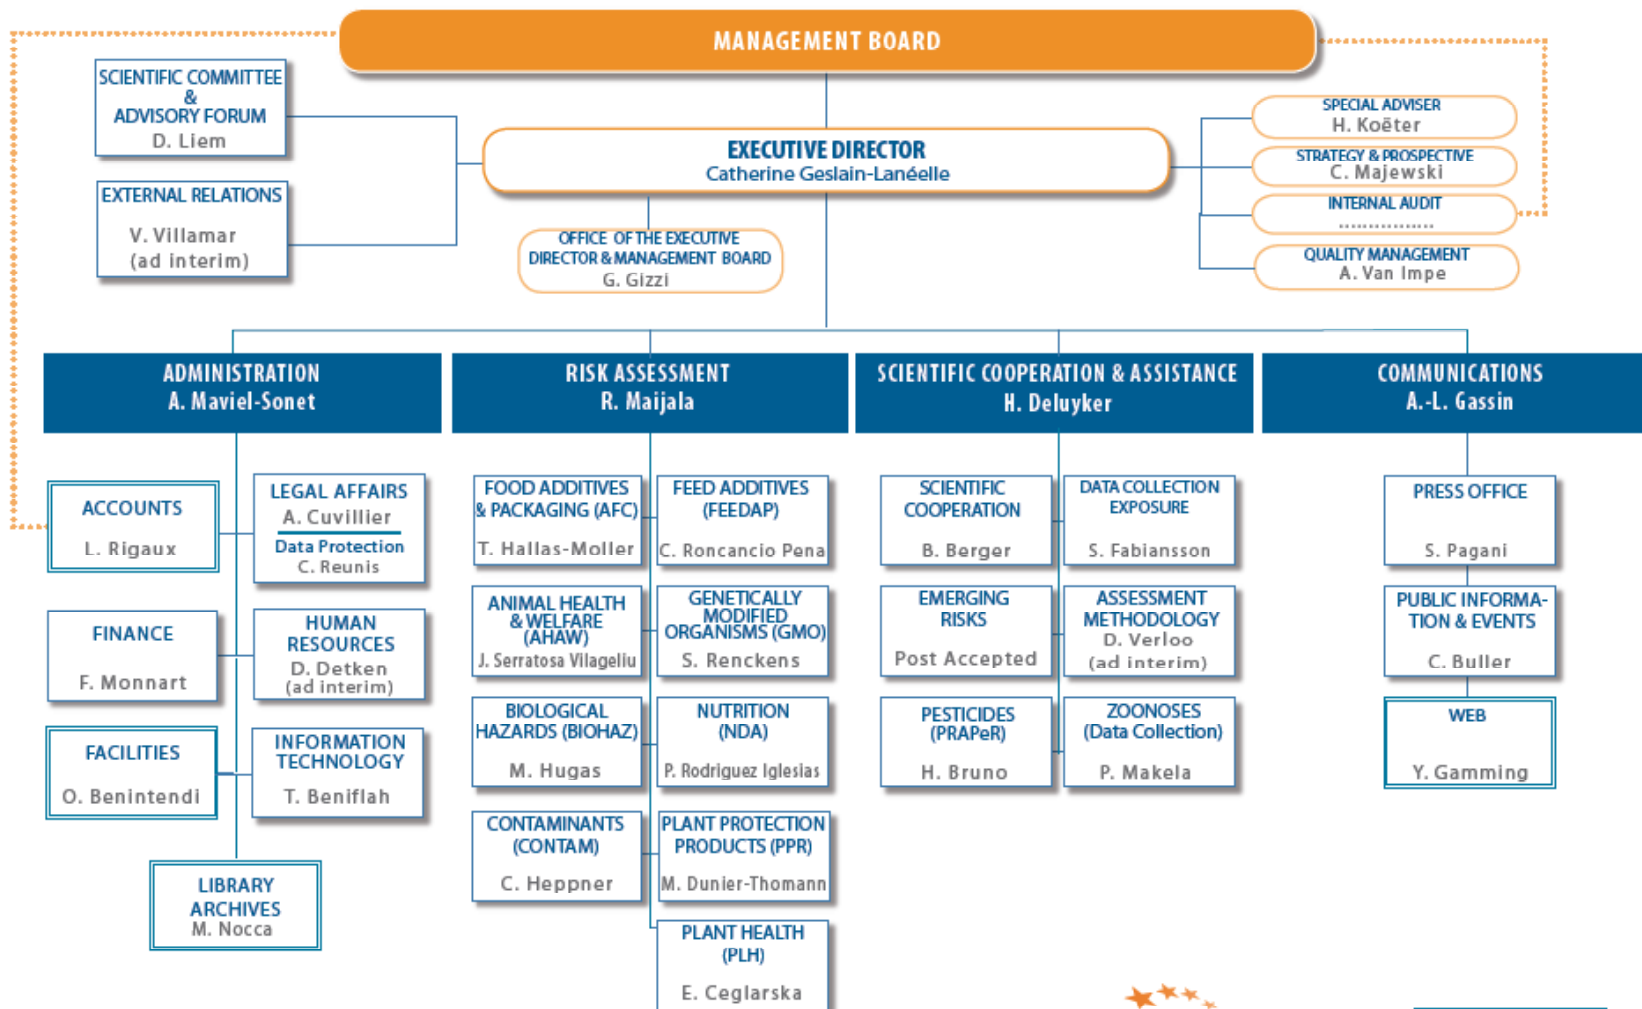 MANAGEMENT BOARD
SCIENTIFIC COMMITTEE
&
ADVISORY FORUM
D. Liem
EXTERNAL RELATIONS
V. Villamar
(ad interim)
EXECUTIVE DIRECTOR
Catherine Geslain-Lanéelle
OFFICE OF THE EXECUTIVE
DIRECTOR & MANAGEMENT BOARD
G. Gizzi
SPECIAL ADVISER
H. Koëter
STRATEGY & PROSPECTIVE
C. Majewski
INTERNAL AUDIT
................
QUALITY MANAGEMENT
A. Van Impe
ADMINISTRATION
A. Maviel-Sonet
ACCOUNTS
L. Rigaux
LEGAL AFFAIRS
A. Cuvillier
Data Protection
C. Reunis
FINANCE
F. Monnart
HUMAN
RESOURCES
D. Detken
(ad interim)
FACILITIES
O. Benintendi
INFORMATION
TECHNOLOGY
T. Beniflah
LIBRARY
ARCHIVES
M. Nocca
RISK ASSESSMENT
R. Maijala
FOOD ADDITIVES
& PACKAGING (AFC)
T. Hallas-Moller
FEED ADDITIVES
(FEEDAP)
C. Roncancio Pena
ANIMAL HEALTH
& WELFARE
(AHAW)
J. Serratosa Vilageliu
GENETICALLY
MODIFIED
ORGANISMS (GMO)
S. Renckens
BIOLOGICAL
HAZARDS (BIOHAZ)
M. Hugas
NUTRITION
(NDA)
P. Rodriguez Iglesias
CONTAMINANTS
(CONTAM)
C. Heppner
PLANT PROTECTION
PRODUCTS (PPR)
M. Dunier-Thomann
PLANT HEALTH
(PLH)
E. Ceglarska
SCIENTIFIC COOPERATION & ASSISTANCE
H. Deluyker
SCIENTIFIC
COOPERATION
B. Berger
DATA COLLECTION
EXPOSURE
S. Fabiansson
EMERGING
RISKS
Post Accepted
ASSESSMENT
METHODOLOGY
D. Verloo
(ad interim)
PESTICIDES
(PRAPeR)
H. Bruno
ZOONOSES
(Data Collection)
P. Makela
COMMUNICATIONS
A.-L. Gassin
PRESS OFFICE
S. Pagani
PUBLIC INFORMA-
TION & EVENTS
C. Buller
WEB
Y. Gamming